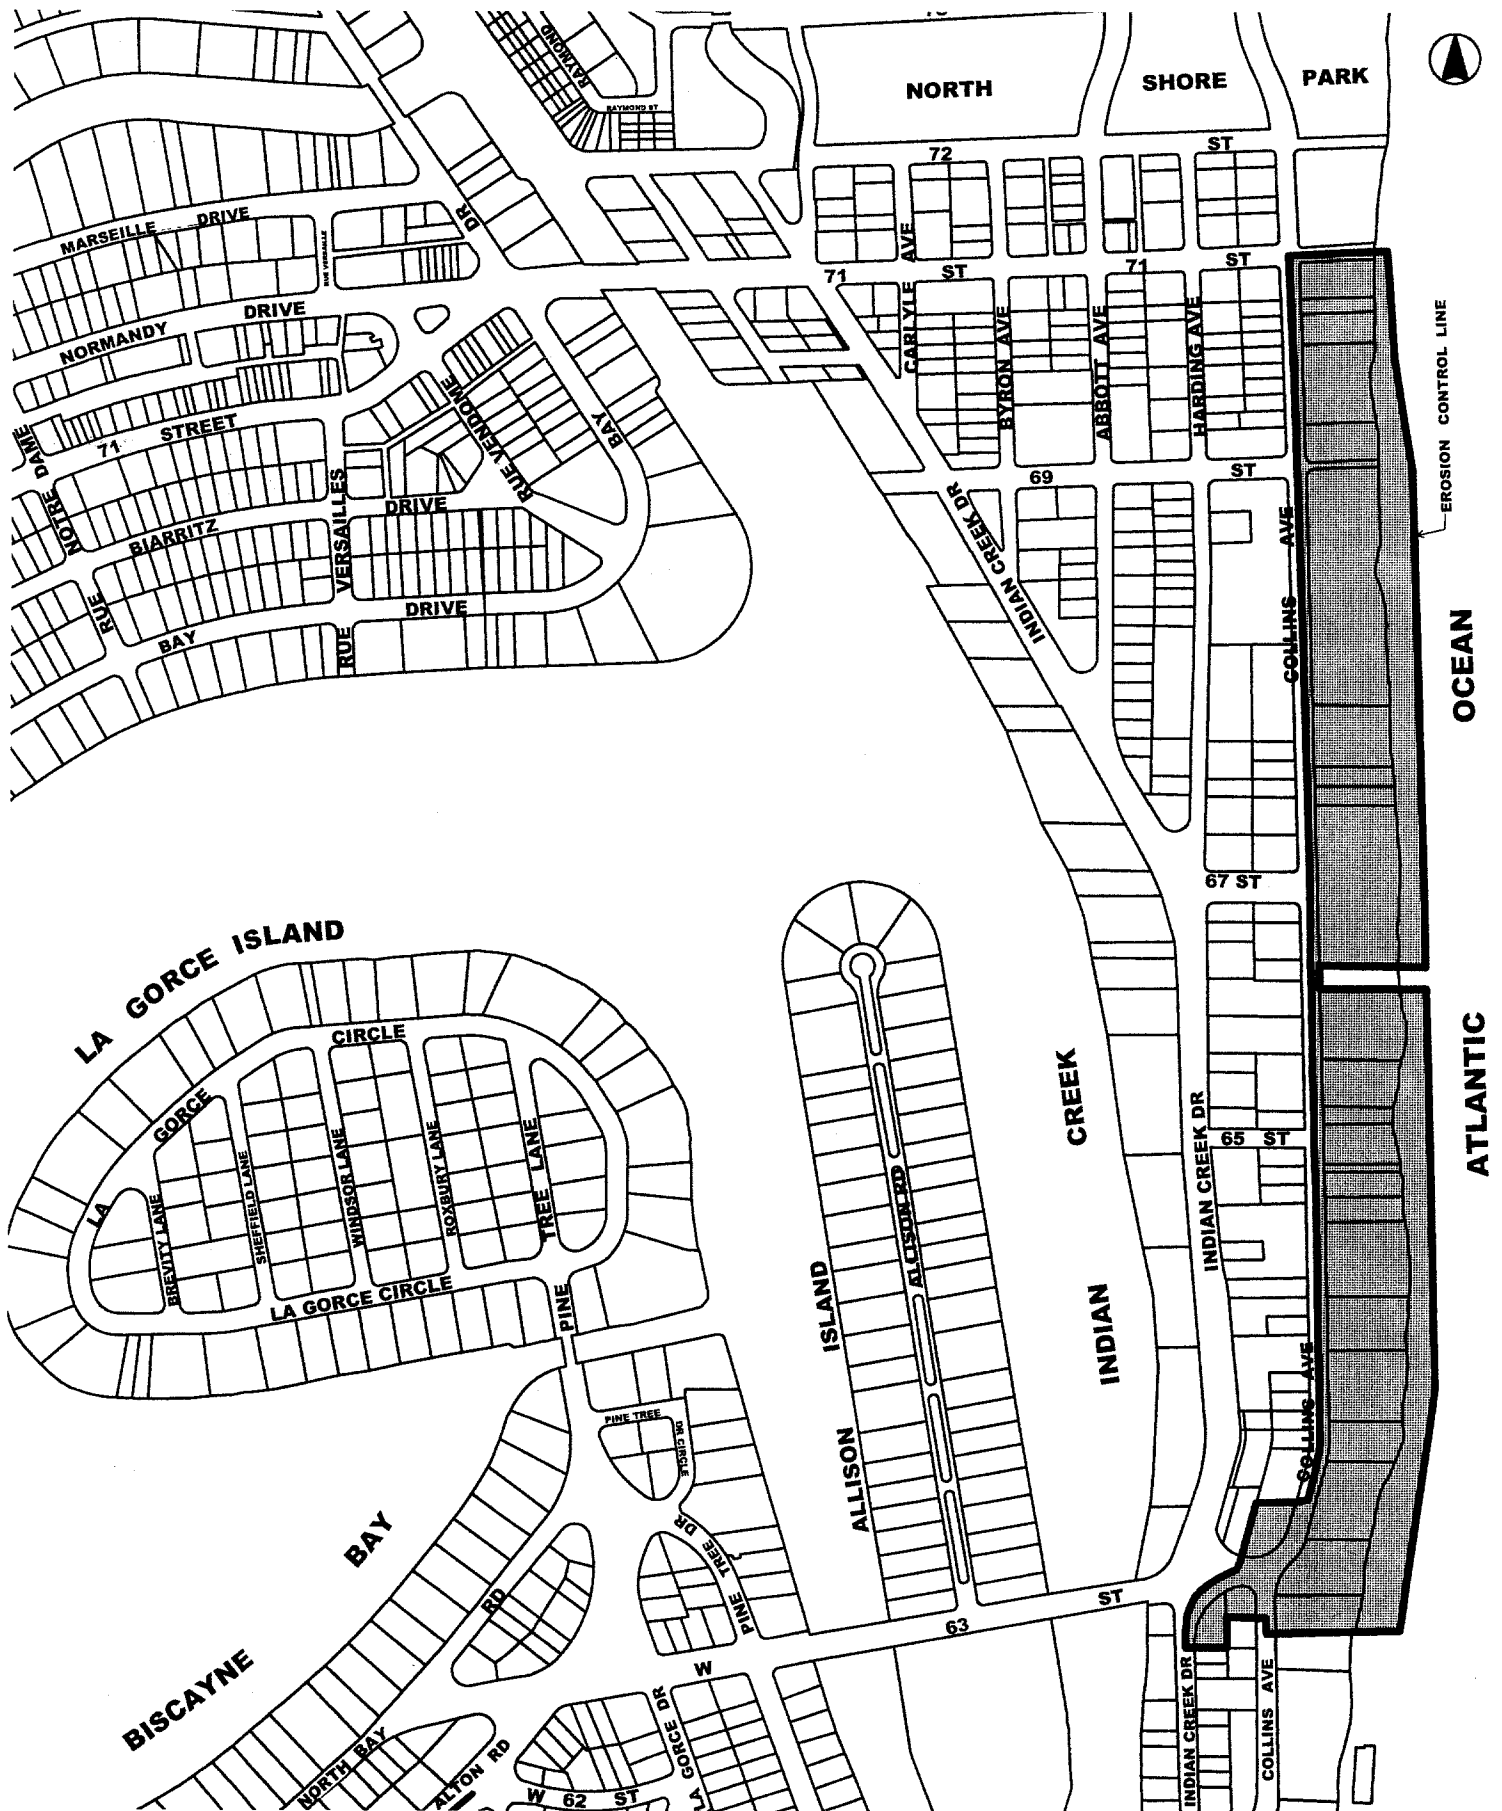 NORTH SHORE PARK
RAYMOND
RAYMOND ST
72 ST
MARSEILLE DRIVE
DR
RUE VERSAILLE
CARLYLE AVE
71 ST
71 ST
NORMANDY DRIVE
BYRON AVE
ABBOTT AVE
HARDING AVE
EROSION CONTROL LINE
71 STREET
RUE NOTRE DAME
RUE VENDOME
BAY DRIVE
RUE VERSAILLES
BIARRITZ DRIVE
69 ST
INDIAN CREEK DR
COLLINS AVE
BAY DRIVE
OCEAN
67 ST
LA GORCE ISLAND
LA GORCE CIRCLE
ATLANTIC
INDIAN CREEK
INDIAN CREEK DR
65 ST
BREVITY LANE
SHEFFIELD LANE
WINDSOR LANE
ROXBURY LANE
PINE TREE LANE
ALLISON RD
ALLISON ISLAND
LA GORCE CIRCLE
COLLINS AVE
PINE TREE
DR CIRCLE
PINE TREE DR
BISCAYNE BAY
RD
63 ST
W
INDIAN CREEK DR
COLLINS AVE
LA GORCE DR
NORTH BAY
ALTON RD
W 62 ST